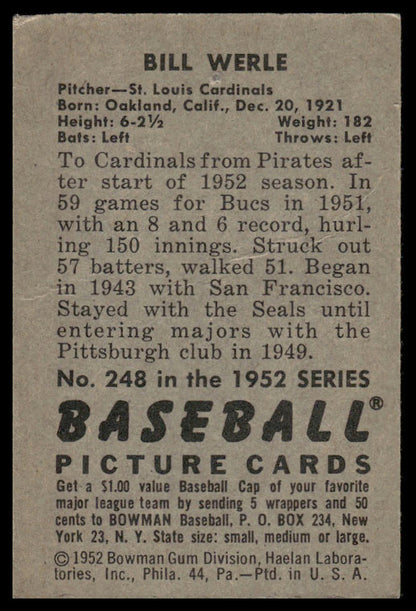 BILL WERLE
Pitcher—St. Louis Cardinals
Born: Oakland, Calif., Dec. 20, 1921
Height: 6-2½ Weight: 182
Bats: Left Throws: Left
To Cardinals from Pirates af-
ter start of 1952 season. In
59 games for Bucs in 1951,
with an 8 and 6 record, hurl-
ing 150 innings. Struck out
57 batters, walked 51. Began
in 1943 with San Francisco.
Stayed with the Seals until
entering majors with the
Pittsburgh club in 1949.
No. 248 in the 1952 SERIES
BASEBALL®
PICTURE CARDS
Get a $1.00 value Baseball Cap of your favorite
major league team by sending 5 wrappers and 50
cents to BOWMAN Baseball, P. O. BOX 234, New
York 23, N. Y. State size: small, medium or large.
©1952 Bowman Gum Division, Haelan Labora-
tories, Inc., Phila. 44, Pa.—Ptd. in U. S. A.